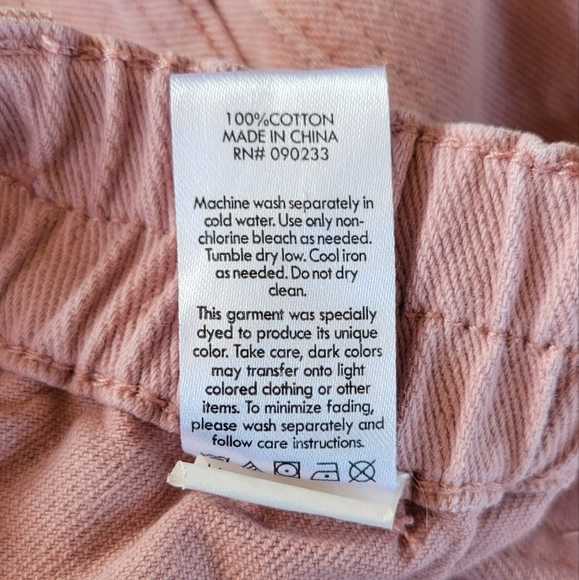 100%COTTON
MADE IN CHINA
RN# 090233
Machine wash separately in
cold water. Use only non-
chlorine bleach as needed.
Tumble dry low. Cool iron
as needed. Do not dry
clean.
This garment was specially
dyed to produce its unique
color. Take care, dark colors
may transfer onto light
colored clothing or other
items. To minimize fading,
please wash separately and
follow care instructions.